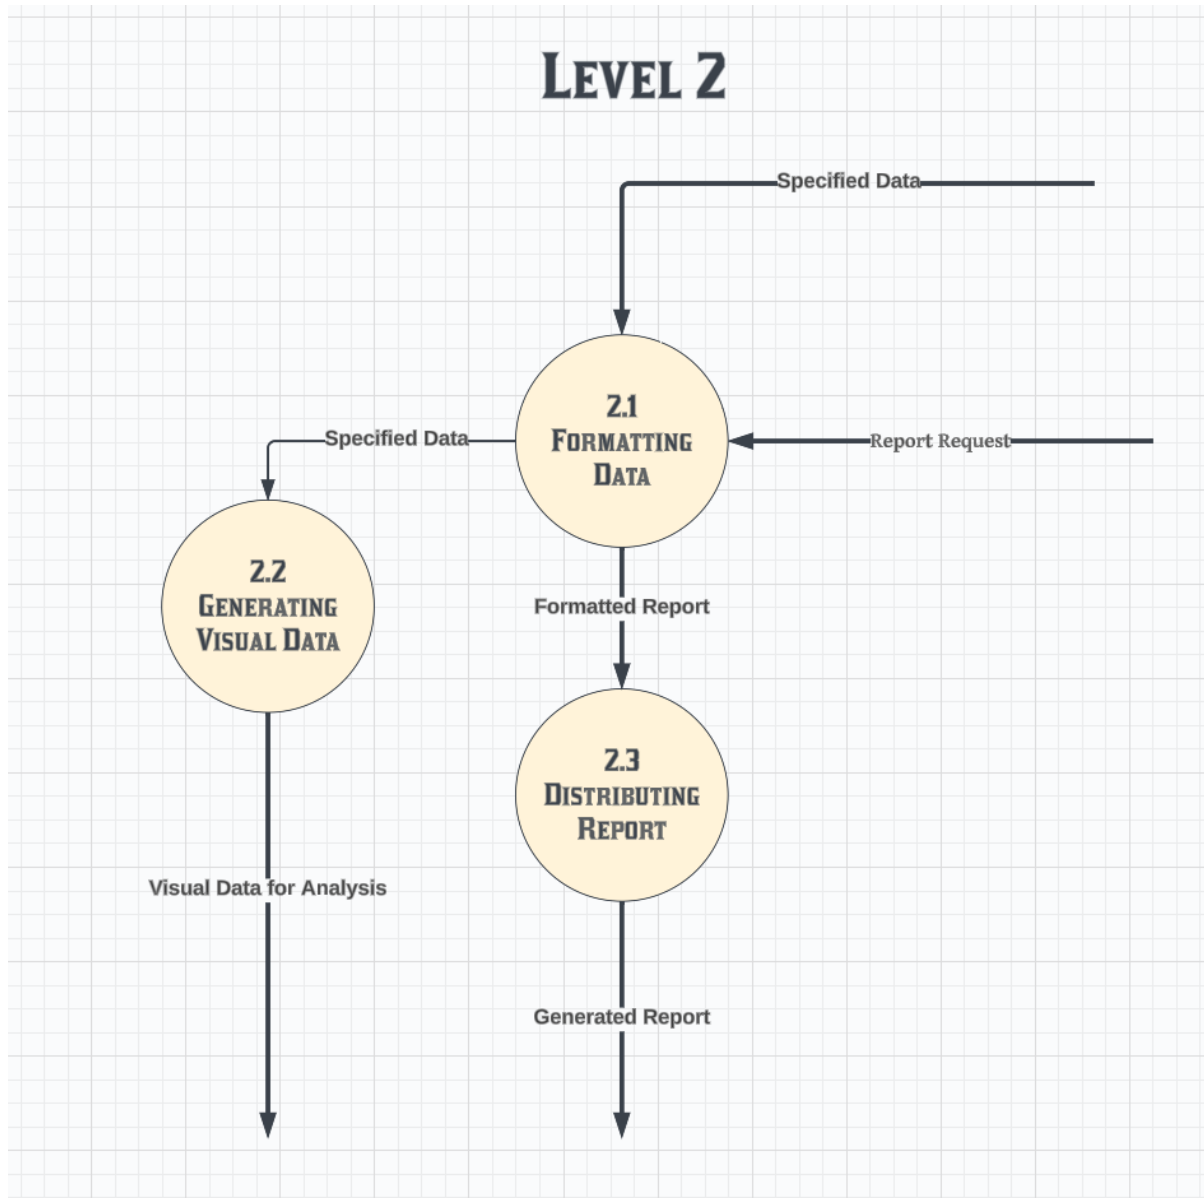 Level 2
Specified Data
2.1
Formatting
Data
Specified Data
Report Request
2.2
Generating
Visual Data
Formatted Report
2.3
Distributing
Report
Visual Data for Analysis
Generated Report